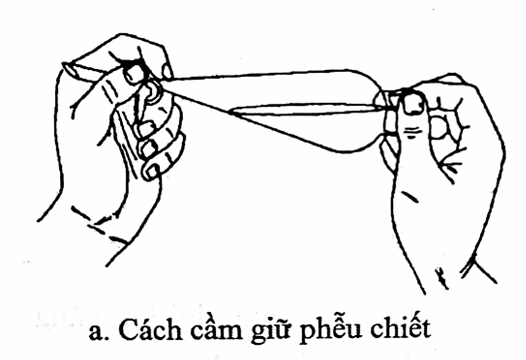 a. Cách cầm giữ phễu chiết